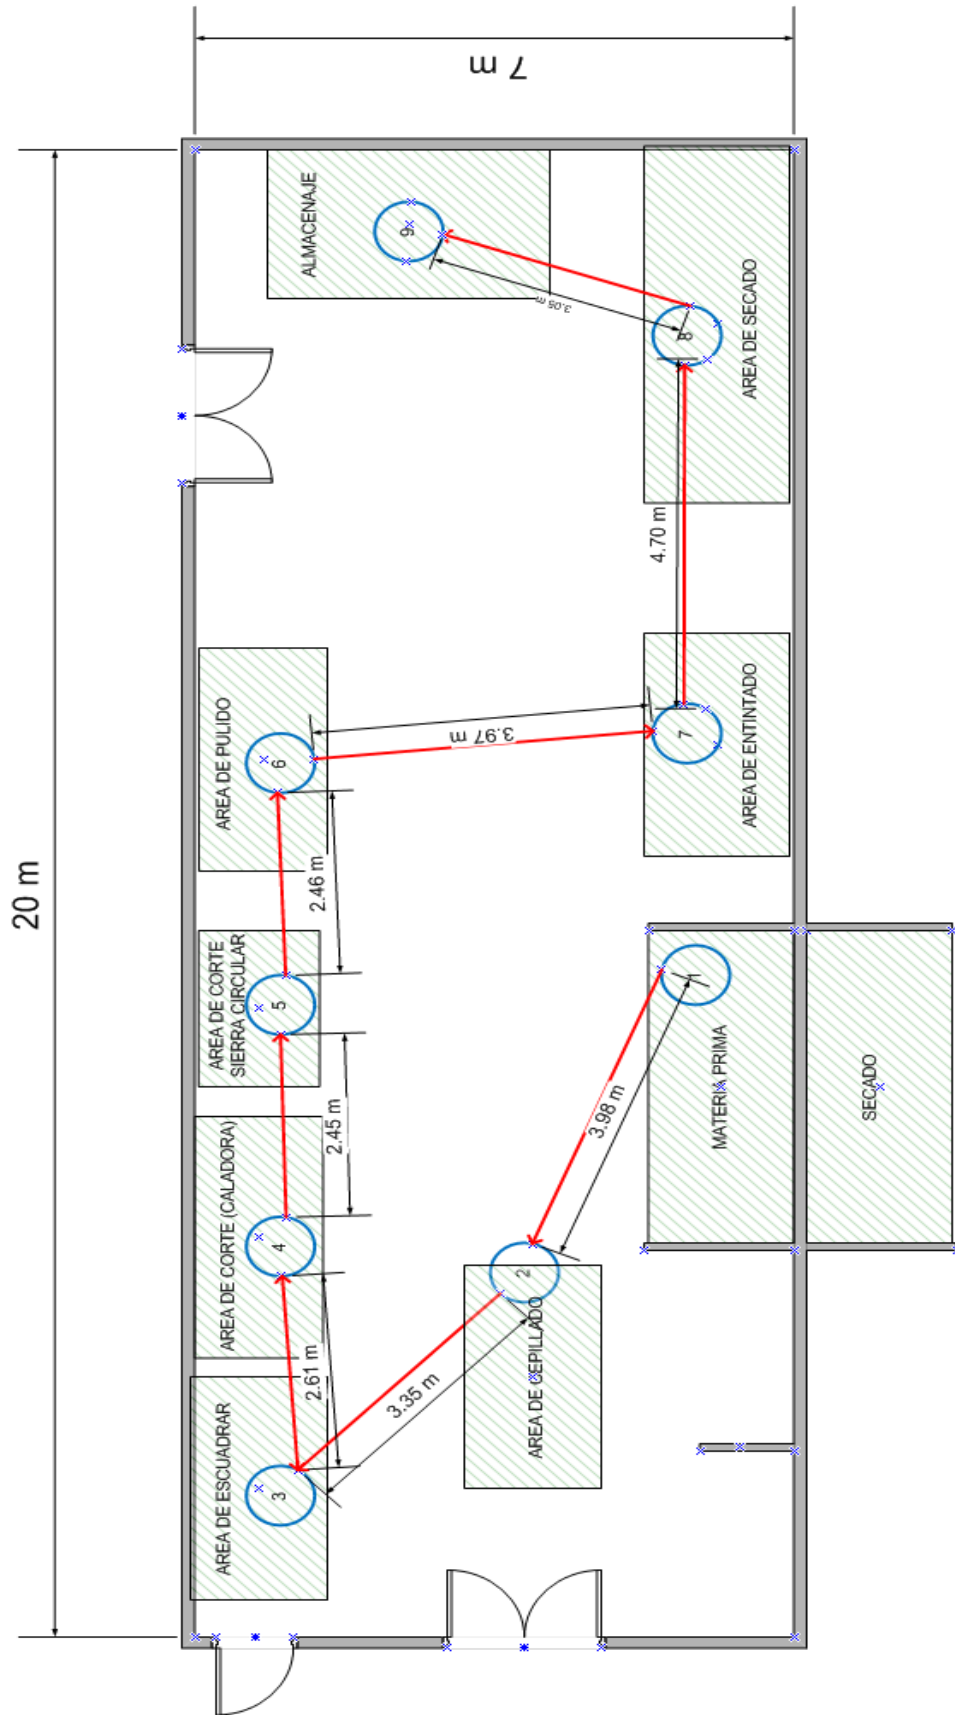 7 m
20 m
ALMACENAJE
9
3.05 m
8
AREA DE SECADO
4.70 m
AREA DE PULIDO
6
3.97 m
7
AREA DE ENTINTADO
2.46 m
AREA DE CORTE
SIERRA CIRCULAR
5
1
MATERIA PRIMA
SECADO
3.98 m
2.45 m
AREA DE CORTE (CALADORA)
4
2
AREA DE CEPILLADO
2.61 m
3.35 m
AREA DE ESCUADRAR
3